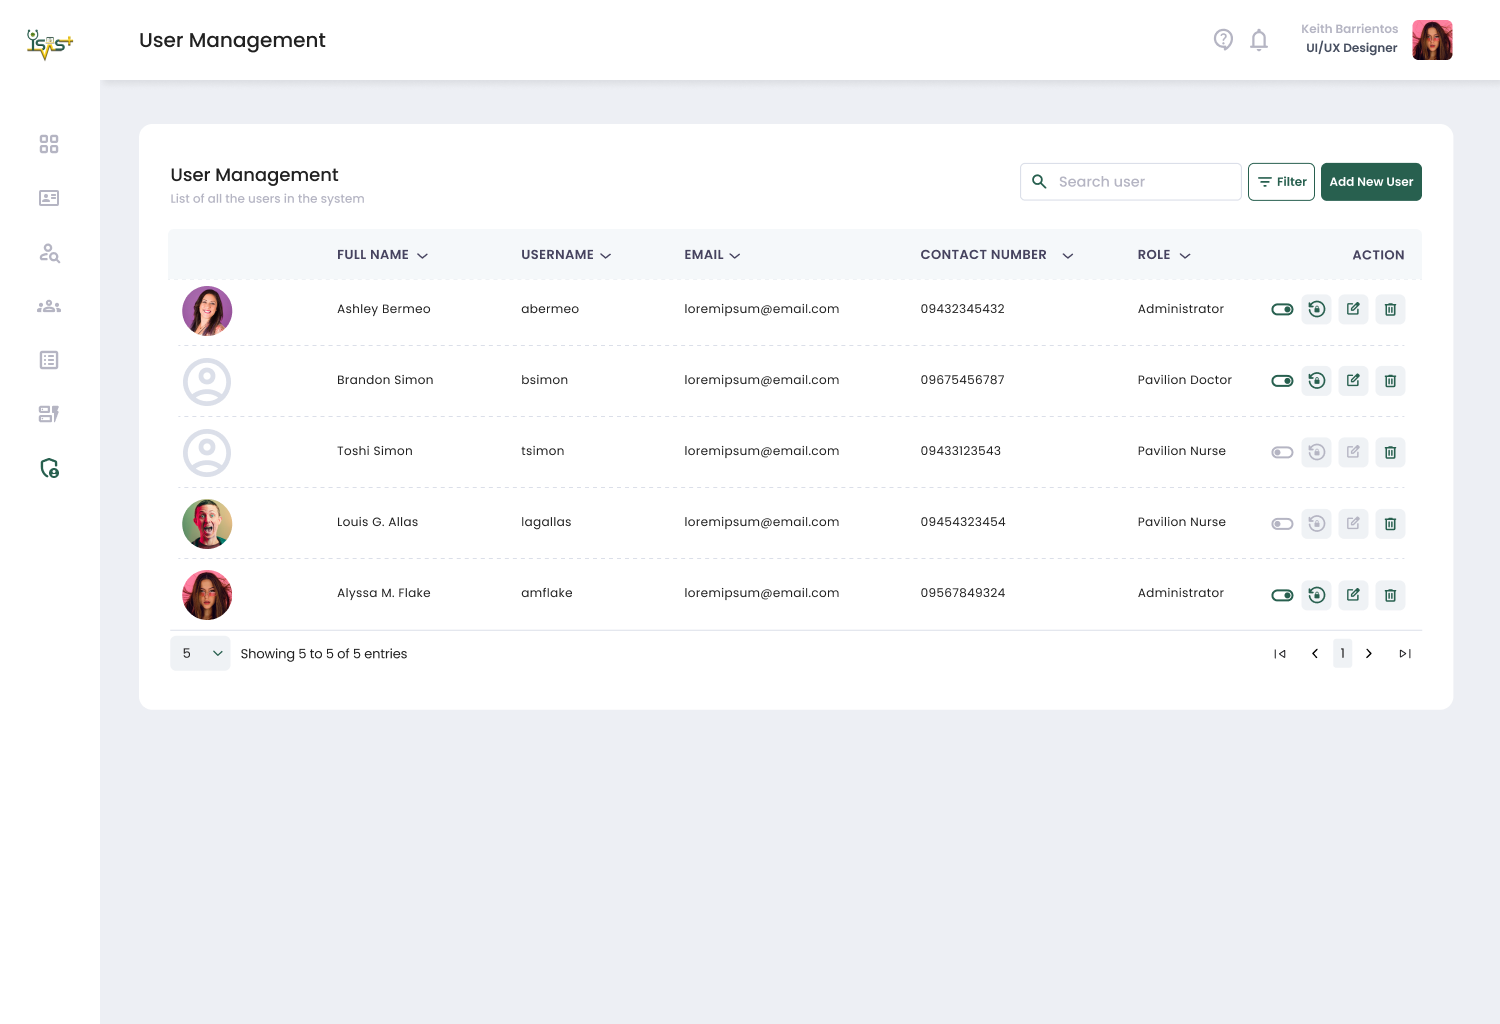 User Management
Keith Barrientos
UI/UX Designer
User Management
List of all the users in the system
Search user
Filter
Add New User
FULL NAME USERNAME EMAIL CONTACT NUMBER ROLE ACTION
Ashley Bermeo abermeo loremipsum@email.com 09432345432 Administrator
Brandon Simon bsimon loremipsum@email.com 09675456787 Pavilion Doctor
Toshi Simon tsimon loremipsum@email.com 09433123543 Pavilion Nurse
Louis G. Allas lagallas loremipsum@email.com 09454323454 Pavilion Nurse
Alyssa M. Flake amflake loremipsum@email.com 09567849324 Administrator
5 Showing 5 to 5 of 5 entries 1